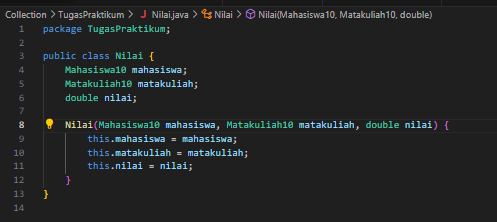 Collection > TugasPraktikum > J Nilai.java > Nilai > Nilai(Mahasiswa10, Matakuliah10, double)
1 package TugasPraktikum;
2
3 public class Nilai {
4 Mahasiswa10 mahasiswa;
5 Matakuliah10 matakuliah;
6 double nilai;
7
8 Nilai(Mahasiswa10 mahasiswa, Matakuliah10 matakuliah, double nilai) {
9 this.mahasiswa = mahasiswa;
10 this.matakuliah = matakuliah;
11 this.nilai = nilai;
12 }
13 }
14